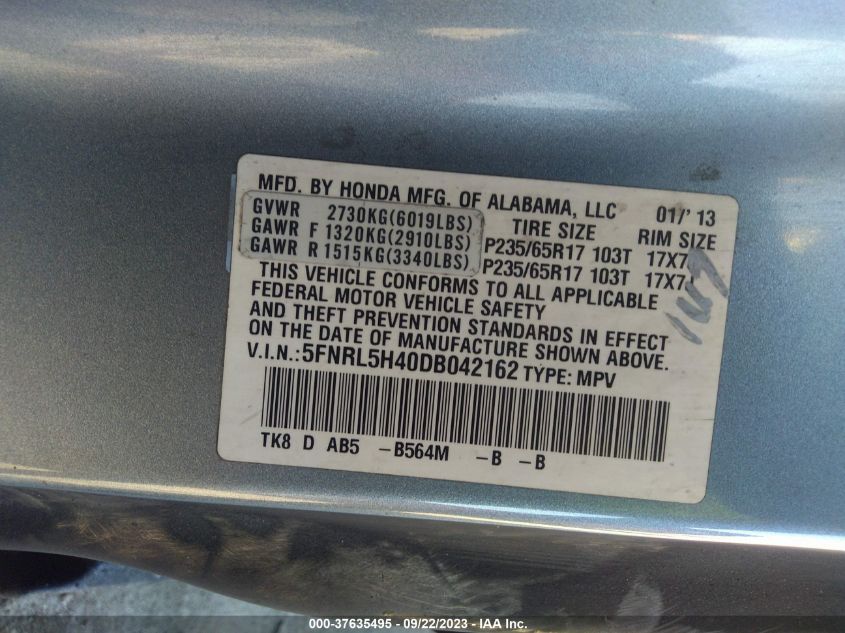 MFD. BY HONDA MFG. OF ALABAMA, LLC 01/' 13
GVWR 2730KG(6019LBS) TIRE SIZE RIM SIZE
GAWR F 1320KG(2910LBS) P235/65R17 103T 17X7
GAWR R 1515KG(3340LBS) P235/65R17 103T 17X7
THIS VEHICLE CONFORMS TO ALL APPLICABLE
FEDERAL MOTOR VEHICLE SAFETY
AND THEFT PREVENTION STANDARDS IN EFFECT
ON THE DATE OF MANUFACTURE SHOWN ABOVE.
V.I.N.:5FNRL5H40DB042162 TYPE: MPV
TK8 D AB5 -B564M -B -B
000-37635495 - 09/22/2023 - © IAA Inc.